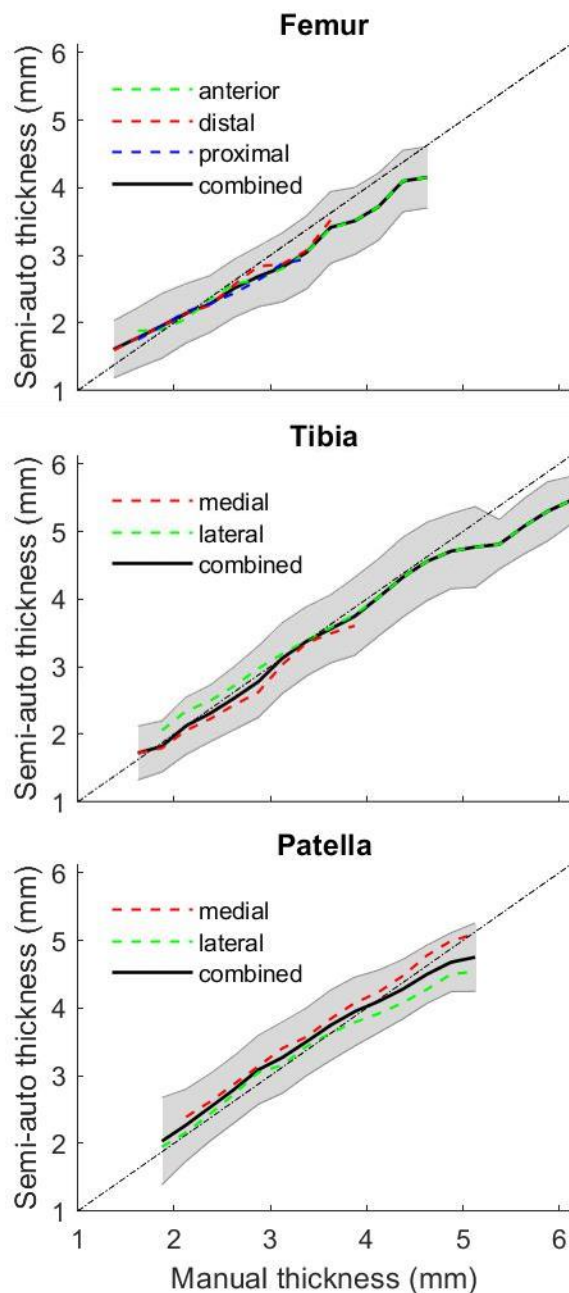 Femur
6
5
4
3
2
1
Semi-auto thickness (mm)
anterior
distal
proximal
combined
Tibia
6
5
4
3
2
1
Semi-auto thickness (mm)
medial
lateral
combined
Patella
6
5
4
3
2
1
Semi-auto thickness (mm)
medial
lateral
combined
1 2 3 4 5 6
Manual thickness (mm)